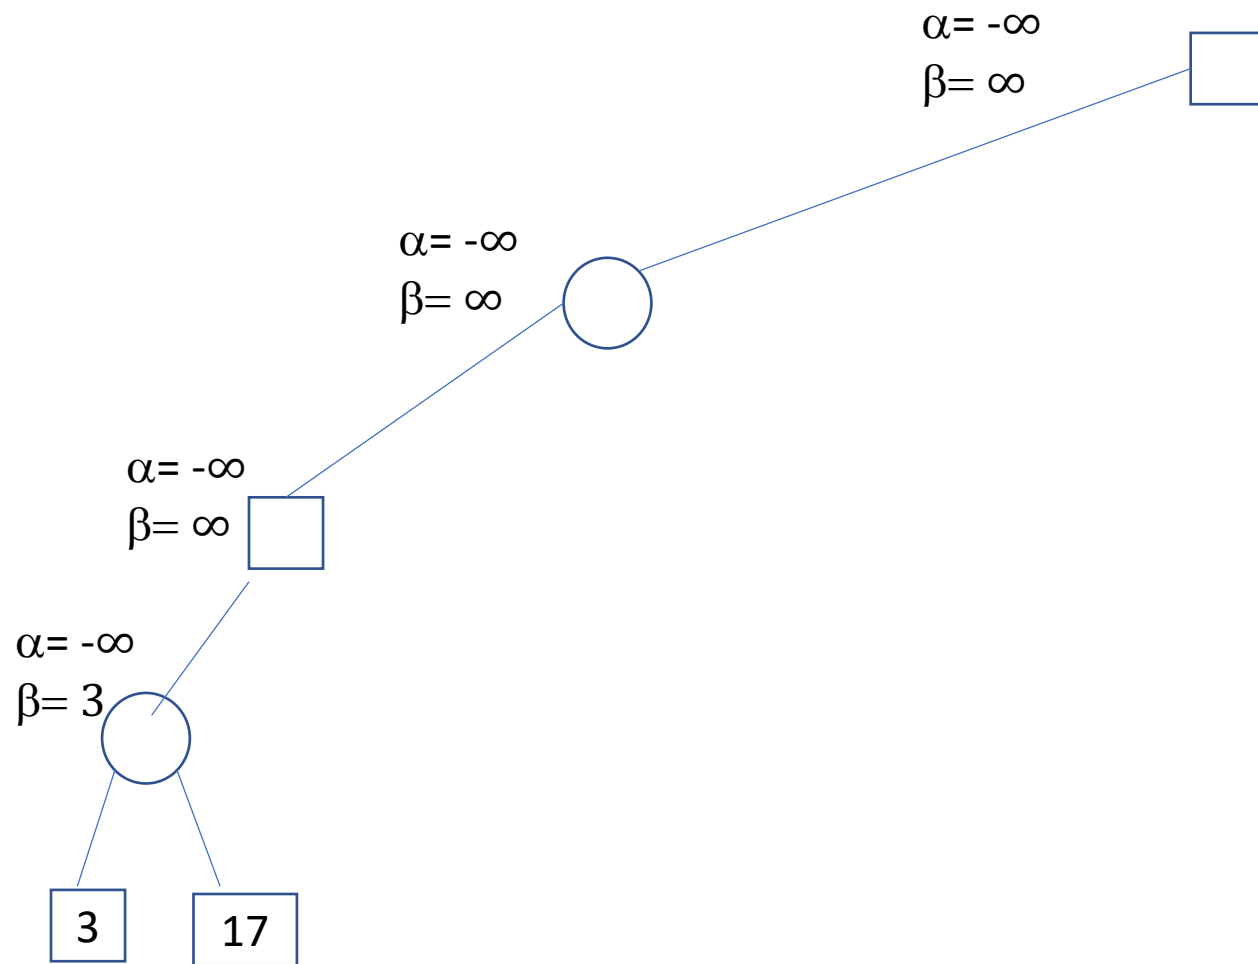 α= -∞
β= ∞
α= -∞
β= ∞
α= -∞
β= ∞
α= -∞
β= 3
3
17